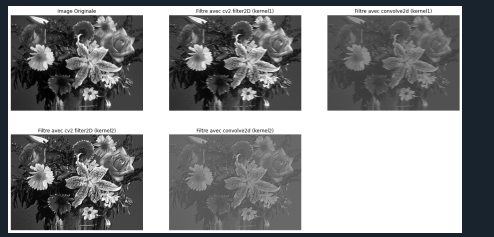 Image Originale
Filtre avec cv2.filter2D (kernel1)
Filtre avec convolve2d (kernel1)
Filtre avec cv2.filter2D (kernel2)
Filtre avec convolve2d (kernel2)